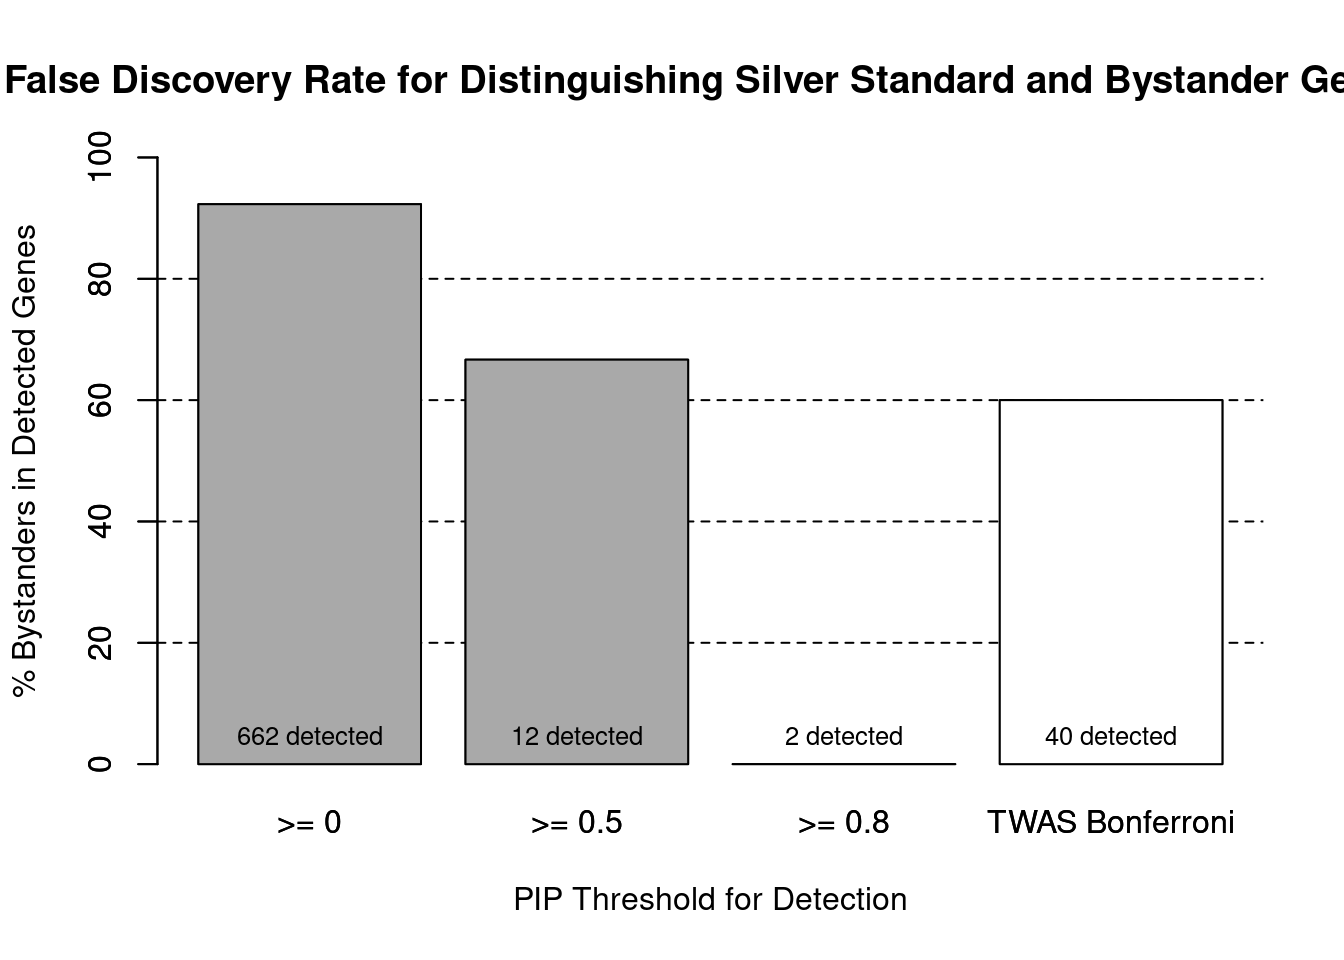 False Discovery Rate for Distinguishing Silver Standard and Bystander
% Bystanders in Detected Genes
100
80
60
40
20
0
662 detected
12 detected
2 detected
40 detected
>= 0
>= 0.5
>= 0.8
TWAS Bonferroni
PIP Threshold for Detection